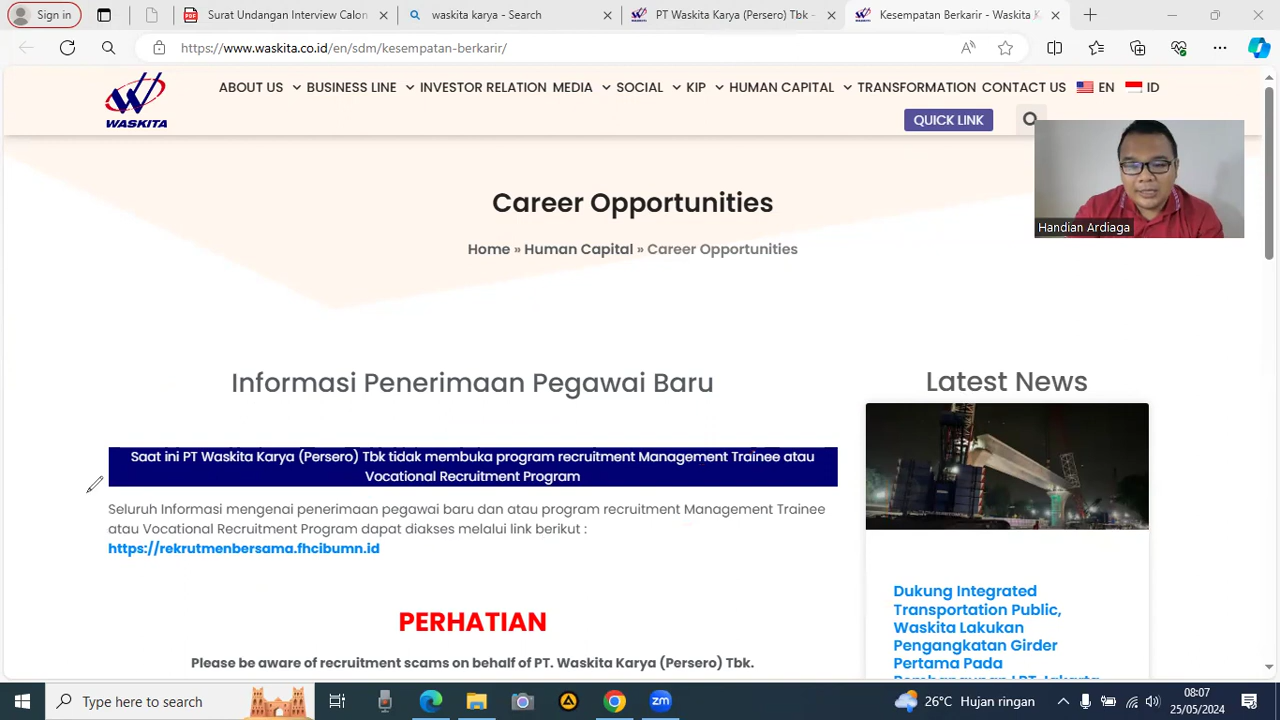 Sign in
Surat Undangan Interview Calon
waskita karya - Search
PT Waskita Karya (Persero) Tbk -
Kesempatan Berkarir - Waskita K
https://www.waskita.co.id/en/sdm/kesempatan-berkarir/
WASKITA
ABOUT US BUSINESS LINE INVESTOR RELATION MEDIA SOCIAL KIP HUMAN CAPITAL TRANSFORMATION CONTACT US EN ID
QUICK LINK
Handian Ardiaga
Career Opportunities
Home » Human Capital » Career Opportunities
Informasi Penerimaan Pegawai Baru
Saat ini PT Waskita Karya (Persero) Tbk tidak membuka program recruitment Management Trainee atau
Vocational Recruitment Program
Seluruh Informasi mengenai penerimaan pegawai baru dan atau program recruitment Management Trainee
atau Vocational Recruitment Program dapat diakses melalui link berikut :
https://rekrutmenbersama.fhcibumn.id
PERHATIAN
Please be aware of recruitment scams on behalf of PT. Waskita Karya (Persero) Tbk.
Latest News
Dukung Integrated
Transportation Public,
Waskita Lakukan
Pengangkatan Girder
Pertama Pada
Type here to search
zm
26°C Hujan ringan
08:07
25/05/2024